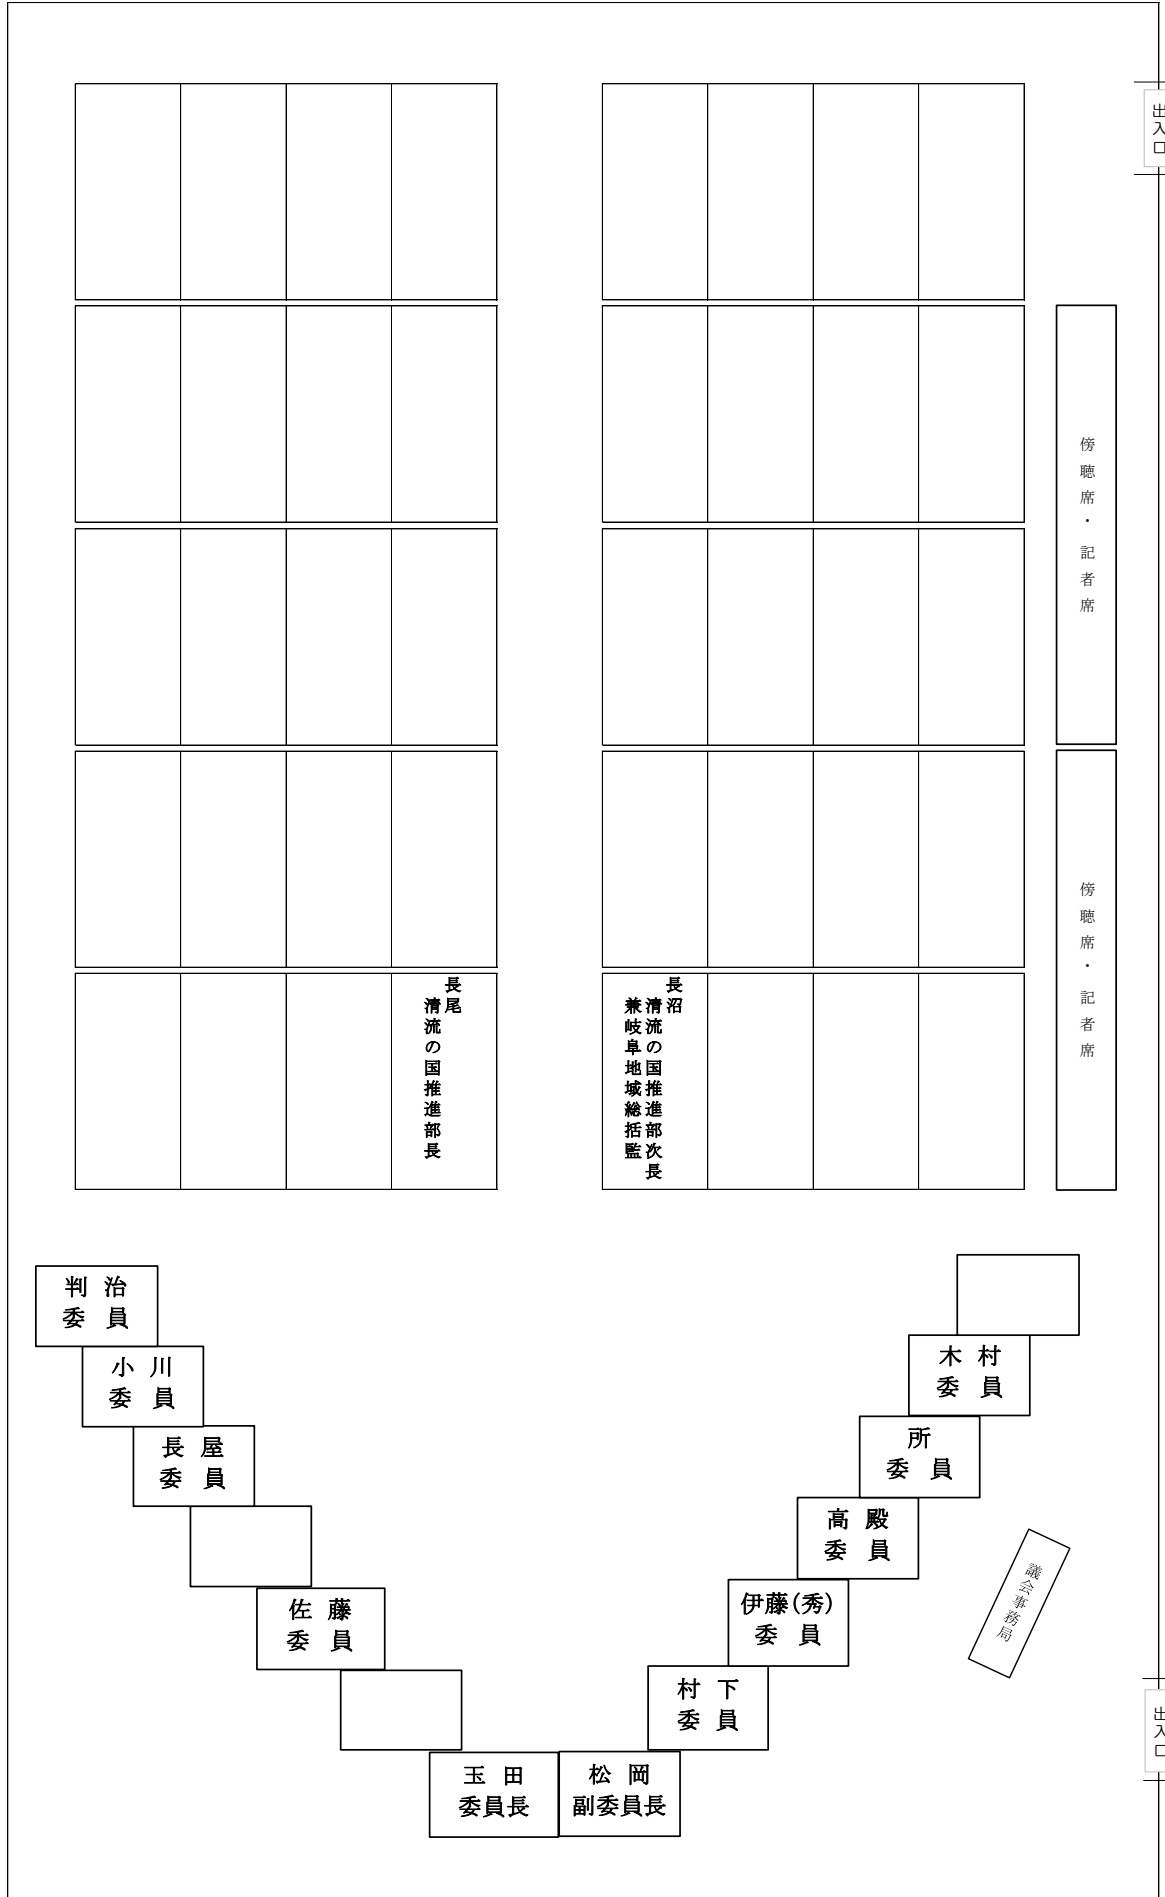 出入口
傍聴席・記者席
傍聴席・記者席
長沼
清流の国推進部次長
兼岐阜地域総括監
長尾
清流の国推進部長
判治
委員
小川
委員
長屋
委員
佐藤
委員
玉田
委員長
松岡
副委員長
村下
委員
伊藤(秀)
委員
高殿
委員
所
委員
木村
委員
議会事務局
出入口